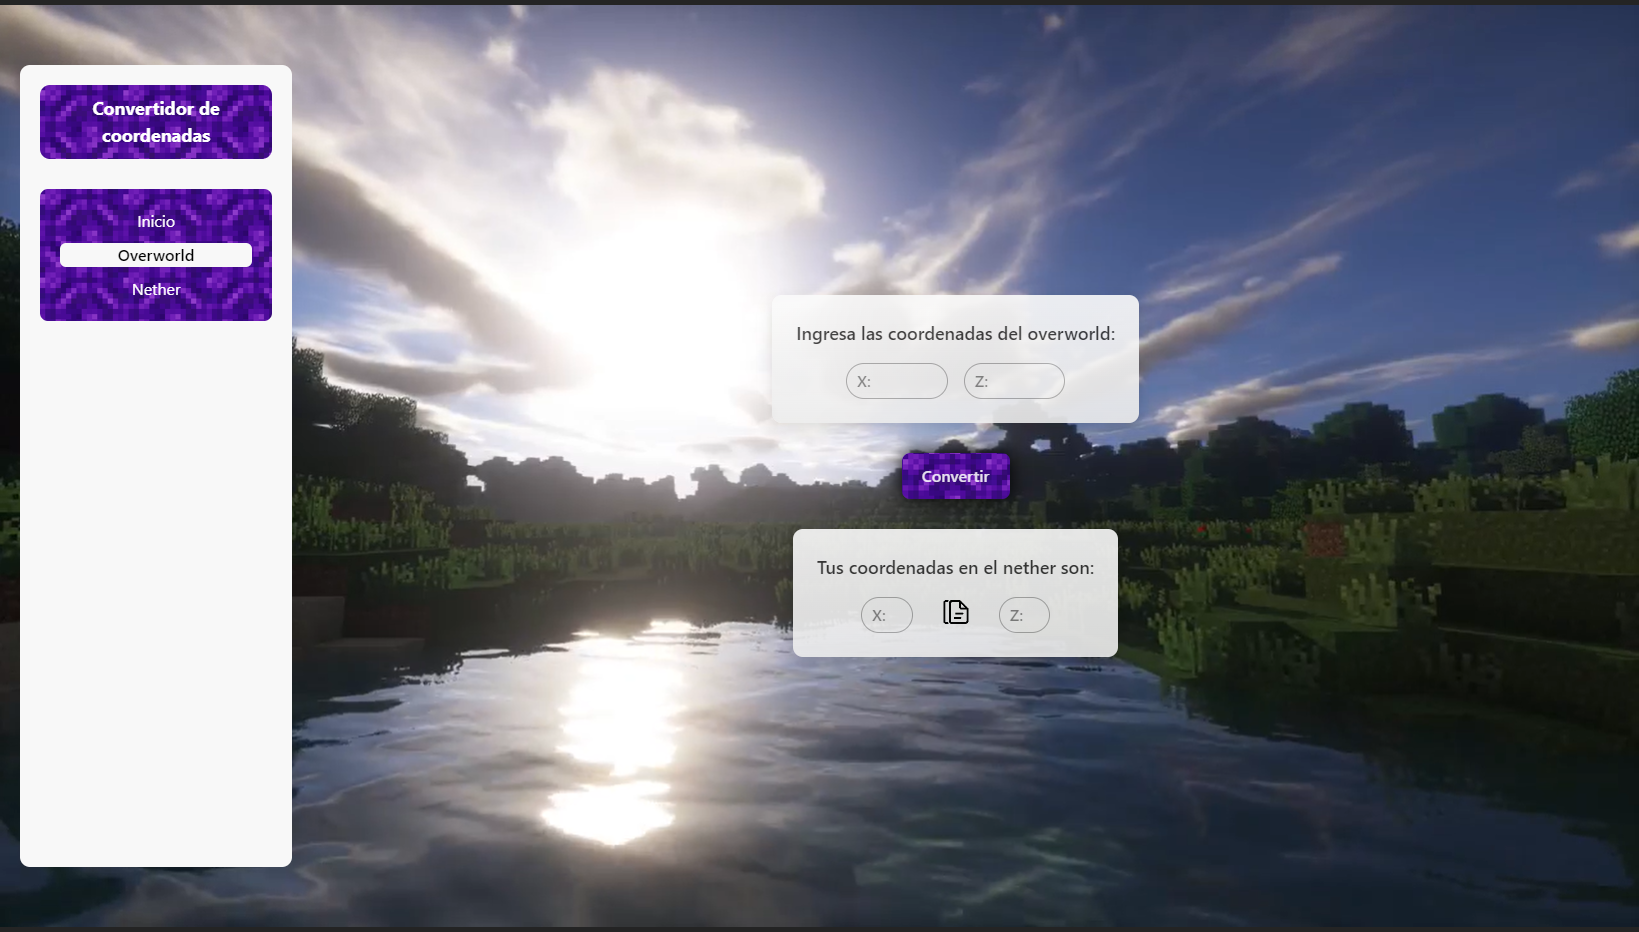 Convertidor de
coordenadas
Inicio
Overworld
Nether
Ingresa las coordenadas del overworld:
X:
Z:
Convertir
Tus coordenadas en el nether son:
X:
Z: